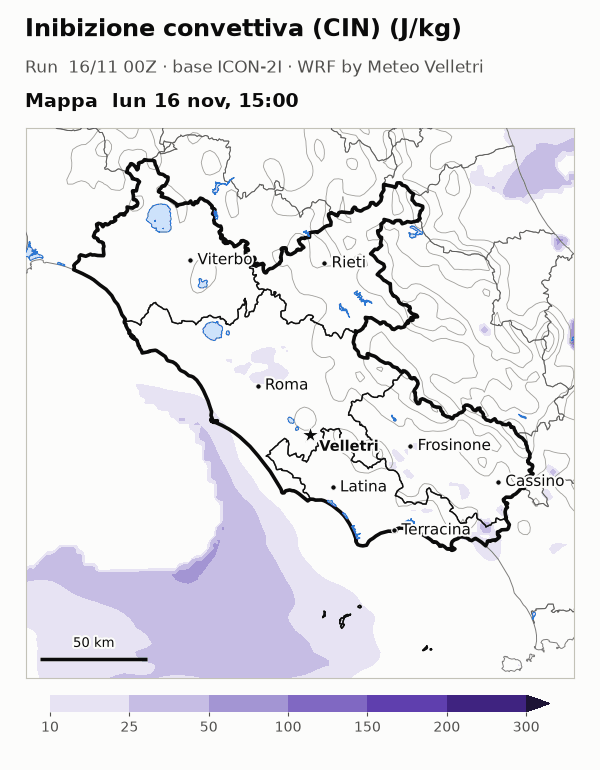 Inibizione convettiva (CIN) (J/kg)
Run  16/11 00Z · base ICON-2I · WRF by Meteo Velletri
Mappa  lun 16 nov, 15:00
Viterbo
Rieti
Roma
Velletri
Frosinone
Cassino
Latina
Terracina
50 km
10 25 50 100 150 200 300